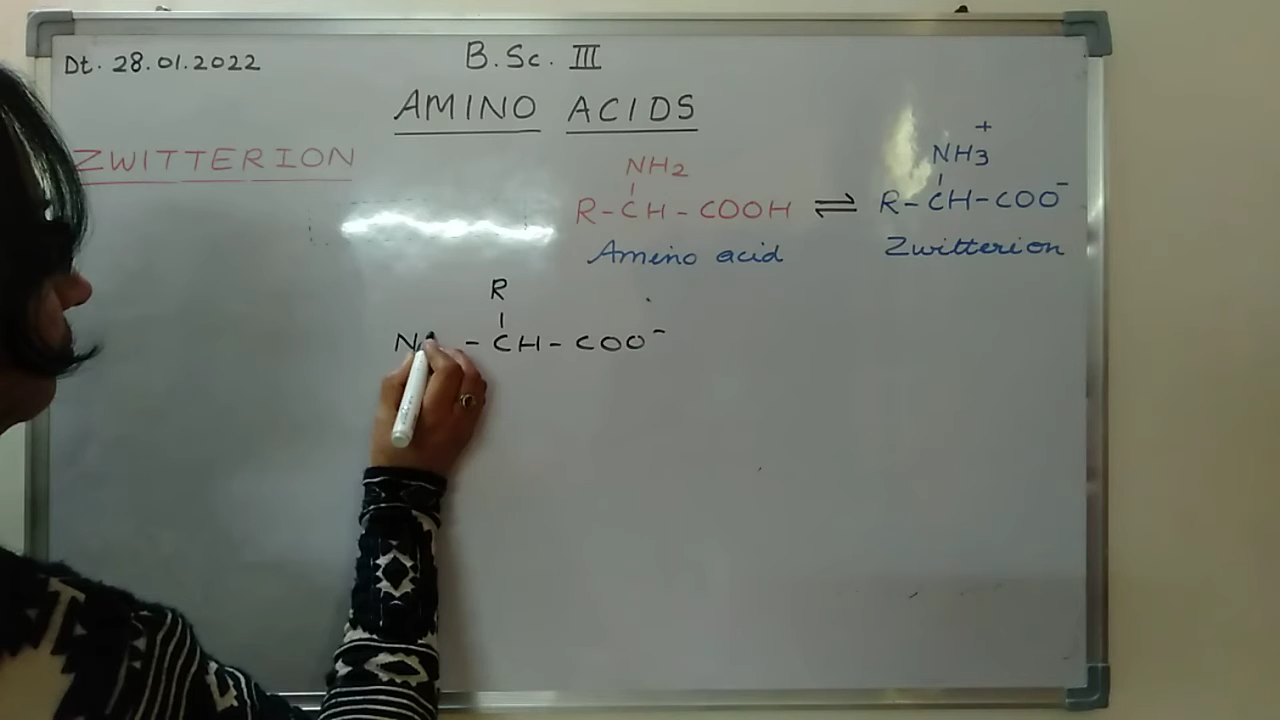 Dt. 28.01.2022
B.Sc. III
AMINO ACIDS
ZWITTERION
NH2
R-CH-COOH ⇌
+
NH3
R-CH-COO-
Amino acid
Zwitterion
R
-CH-COO-